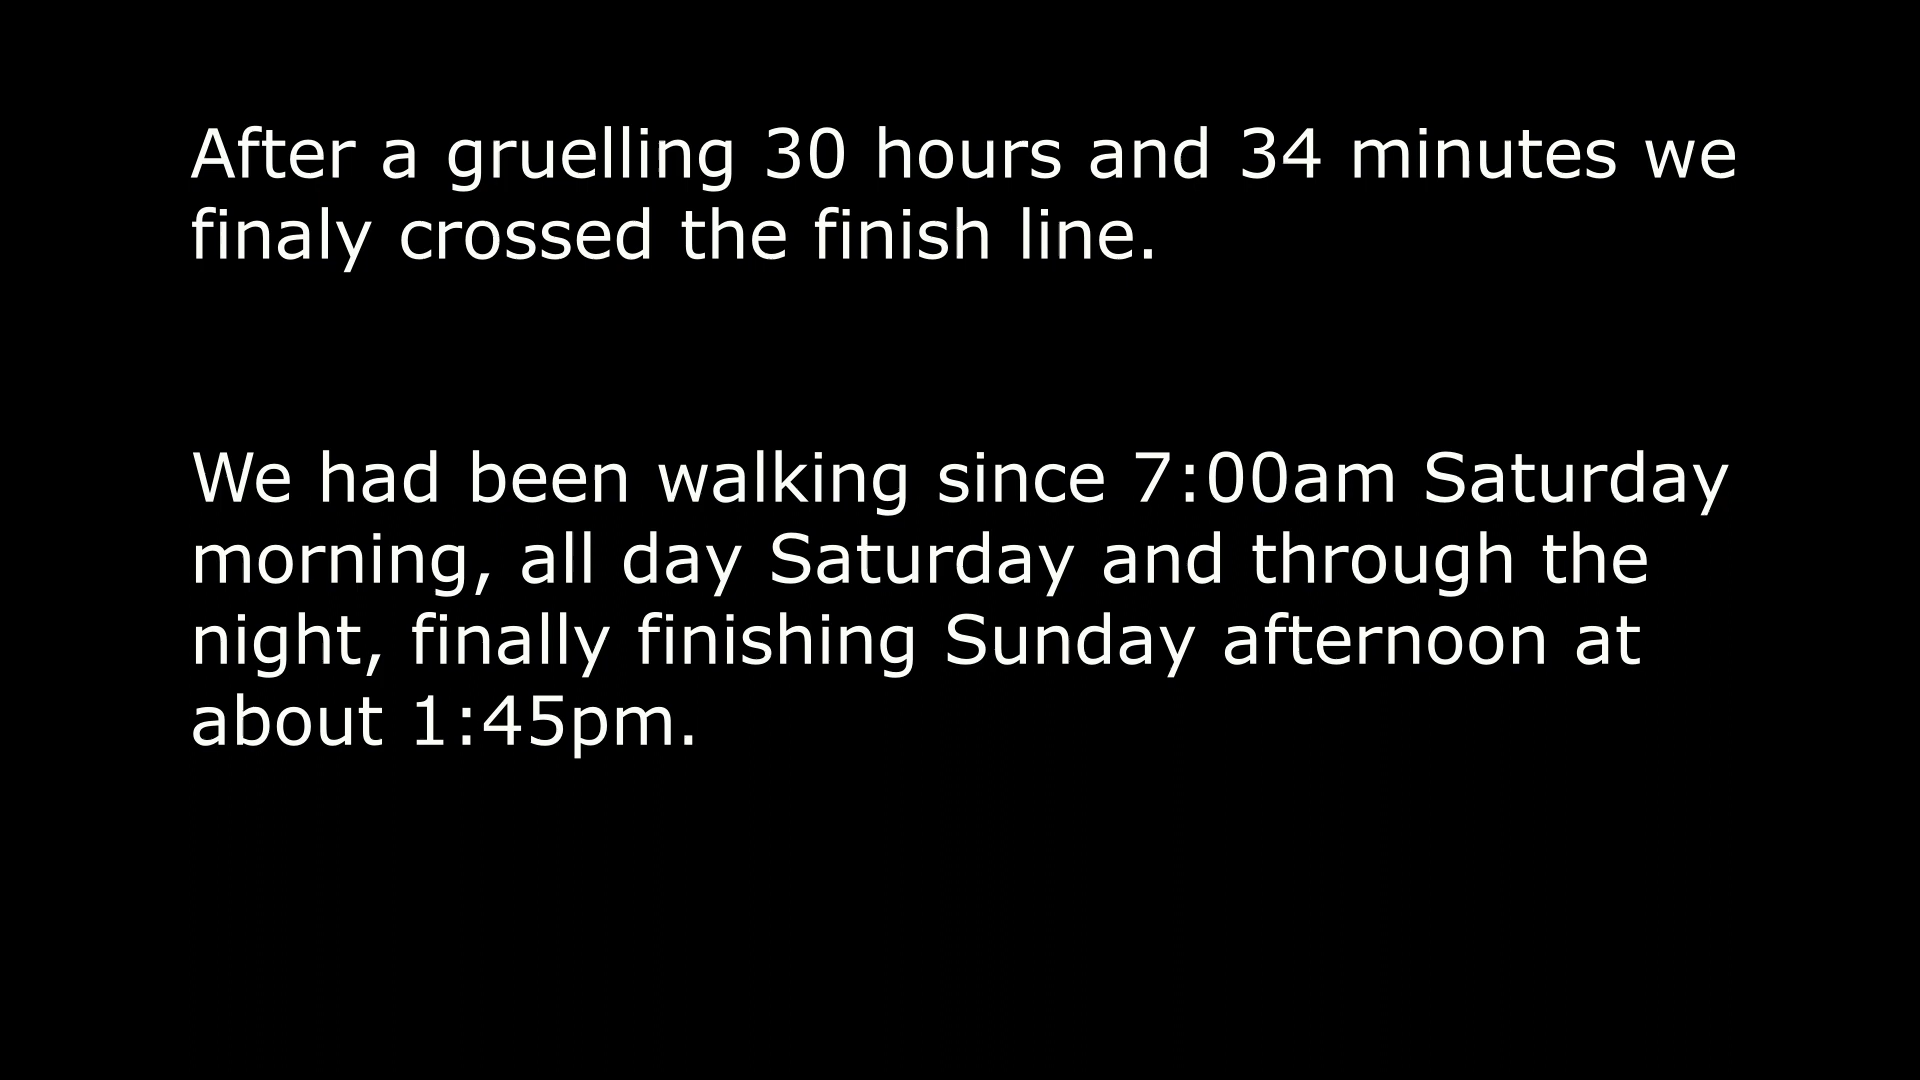 After a gruelling 30 hours and 34 minutes we
finaly crossed the finish line.
We had been walking since 7:00am Saturday
morning, all day Saturday and through the
night, finally finishing Sunday afternoon at
about 1:45pm.